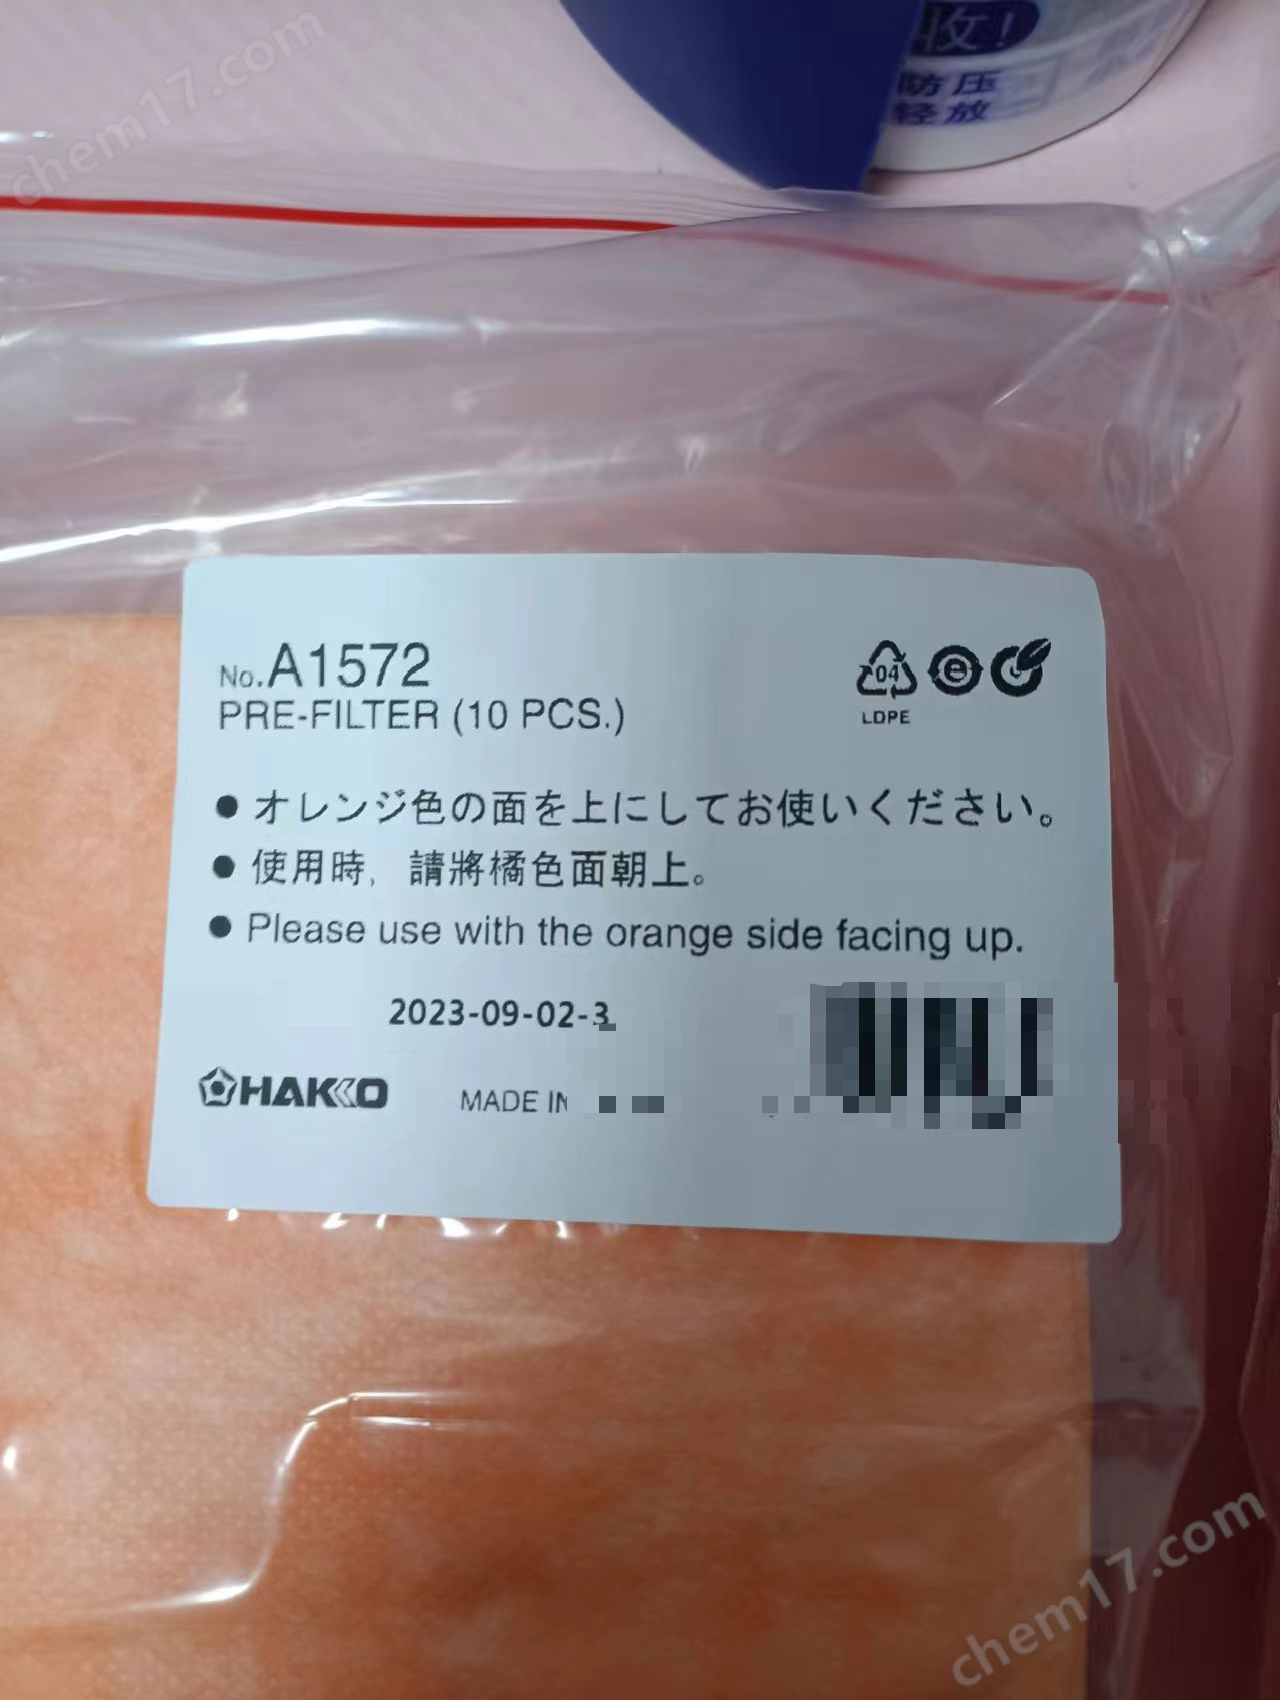 chem17.com
收!
防压
轻放
No.A1572
PRE-FILTER (10 PCS.)
04
LDPE
● オレンジ色の面を上にしてお使いください。
● 使用時, 請將橘色面朝上。
● Please use with the orange side facing up.
2023-09-02-3
HAKKO
MADE IN
chem17.com